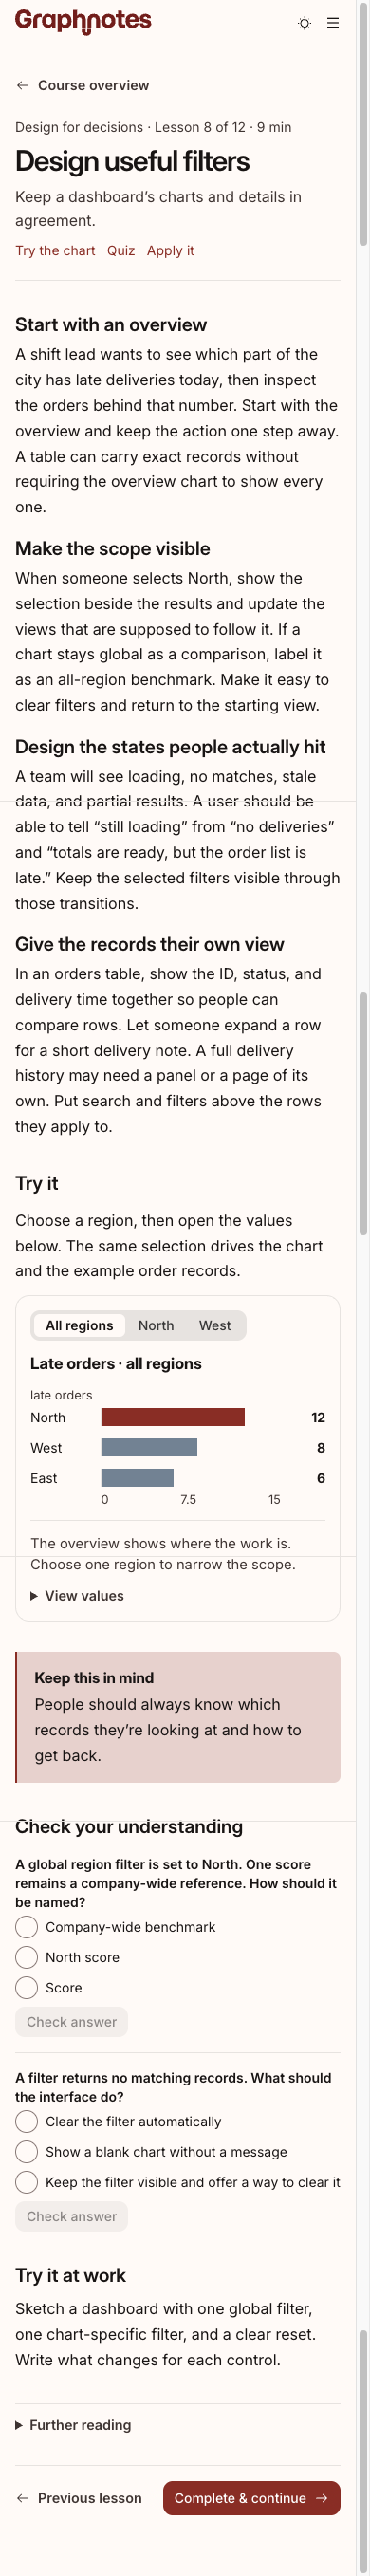 Graphnotes
← Course overview
Design for decisions · Lesson 8 of 12 · 9 min
Design useful filters
Keep a dashboard’s charts and details in
agreement.
Try the chart Quiz Apply it
Start with an overview
A shift lead wants to see which part of the
city has late deliveries today, then inspect
the orders behind that number. Start with the
overview and keep the action one step away.
A table can carry exact records without
requiring the overview chart to show every
one.
Make the scope visible
When someone selects North, show the
selection beside the results and update the
views that are supposed to follow it. If a
chart stays global as a comparison, label it
as an all-region benchmark. Make it easy to
clear filters and return to the starting view.
Design the states people actually hit
A team will see loading, no matches, stale
data, and partial results. A user should be
able to tell “still loading” from “no deliveries”
and “totals are ready, but the order list is
late.” Keep the selected filters visible through
those transitions.
Give the records their own view
In an orders table, show the ID, status, and
delivery time together so people can
compare rows. Let someone expand a row
for a short delivery note. A full delivery
history may need a panel or a page of its
own. Put search and filters above the rows
they apply to.
Try it
Choose a region, then open the values
below. The same selection drives the chart
and the example order records.
All regions North West
Late orders · all regions
late orders
North 12
West 8
East 6
0 7.5 15
The overview shows where the work is.
Choose one region to narrow the scope.
View values
Keep this in mind
People should always know which
records they’re looking at and how to
get back.
Check your understanding
A global region filter is set to North. One score
remains a company-wide reference. How should it
be named?
Company-wide benchmark
North score
Score
Check answer
A filter returns no matching records. What should
the interface do?
Clear the filter automatically
Show a blank chart without a message
Keep the filter visible and offer a way to clear it
Check answer
Try it at work
Sketch a dashboard with one global filter,
one chart-specific filter, and a clear reset.
Write what changes for each control.
Further reading
← Previous lesson Complete & continue →